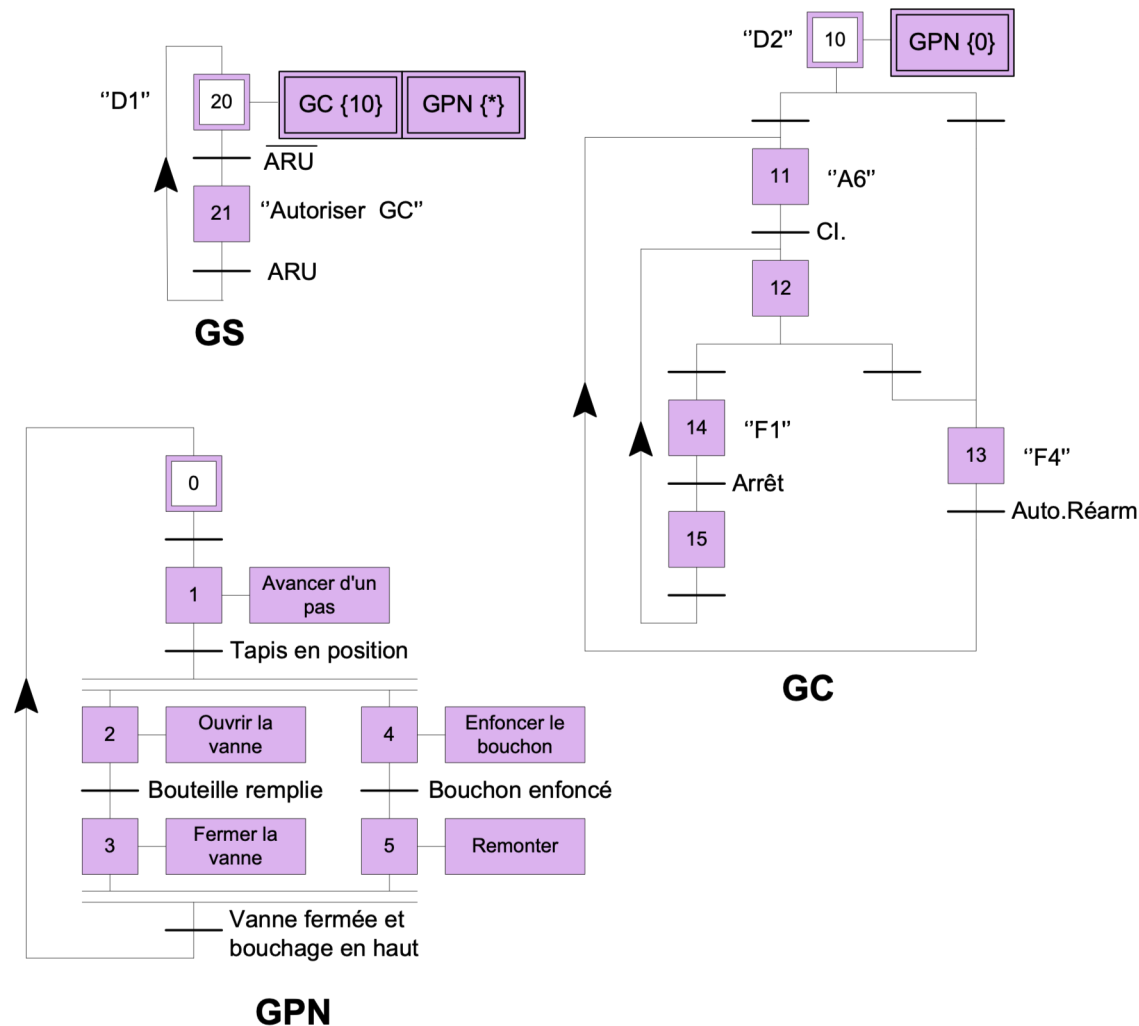 ‘’D1’’
20
GC {10}
GPN {*}
ARU
21
‘’Autoriser GC’’
ARU
GS
‘’D2’’
10
GPN {0}
11
‘’A6’’
CI.
12
14
‘’F1’’
13
‘’F4’’
Arrêt
Auto.Réarm
15
GC
0
1
Avancer d'un
pas
Tapis en position
2
Ouvrir la
vanne
4
Enfoncer le
bouchon
Bouteille remplie
Bouchon enfoncé
3
Fermer la
vanne
5
Remonter
Vanne fermée et
bouchage en haut
GPN